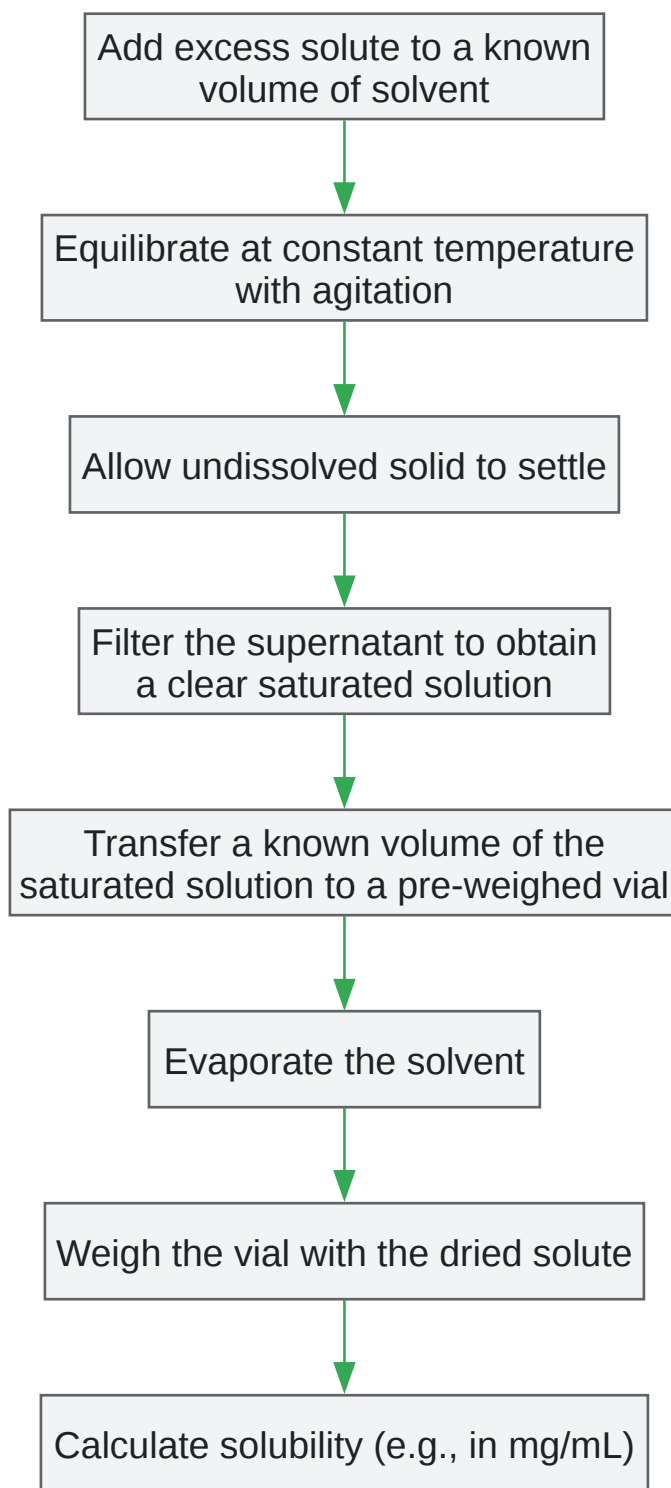 Add excess solute to a known
volume of solvent
Equilibrate at constant temperature
with agitation
Allow undissolved solid to settle
Filter the supernatant to obtain
a clear saturated solution
Transfer a known volume of the
saturated solution to a pre-weighed vial
Evaporate the solvent
Weigh the vial with the dried solute
Calculate solubility (e.g., in mg/mL)